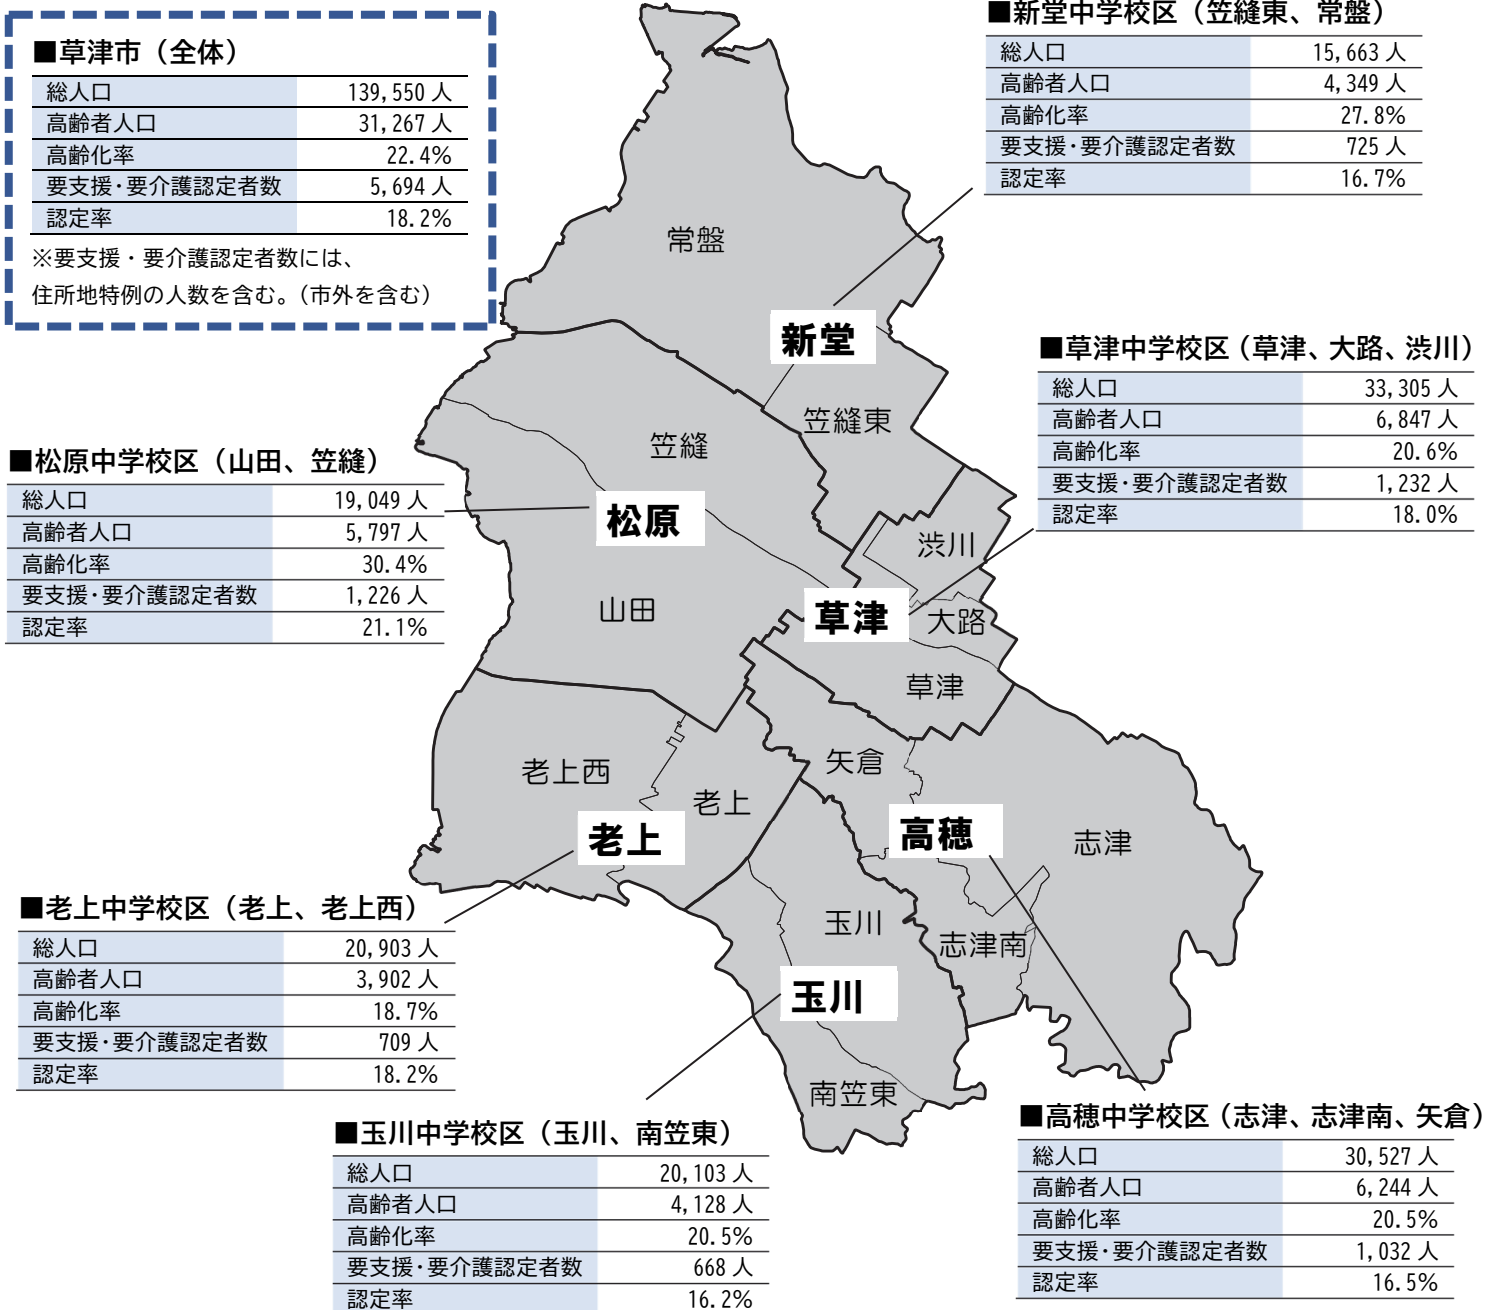 ■草津市（全体）
総人口 139,550 人
高齢者人口 31,267 人
高齢化率 22.4%
要支援・要介護認定者数 5,694 人
認定率 18.2%
※要支援・要介護認定者数には、
住所地特例の人数を含む。（市外を含む）
■新堂中学校区（笠縫東、常盤）
総人口 15,663 人
高齢者人口 4,349 人
高齢化率 27.8%
要支援・要介護認定者数 725 人
認定率 16.7%
■草津中学校区（草津、大路、渋川）
総人口 33,305 人
高齢者人口 6,847 人
高齢化率 20.6%
要支援・要介護認定者数 1,232 人
認定率 18.0%
■松原中学校区（山田、笠縫）
総人口 19,049 人
高齢者人口 5,797 人
高齢化率 30.4%
要支援・要介護認定者数 1,226 人
認定率 21.1%
常盤
新堂
笠縫東
笠縫
松原
渋川
山田
草津
大路
草津
矢倉
老上西
老上
老上
高穂
志津
玉川
志津南
玉川
南笠東
■老上中学校区（老上、老上西）
総人口 20,903 人
高齢者人口 3,902 人
高齢化率 18.7%
要支援・要介護認定者数 709 人
認定率 18.2%
■玉川中学校区（玉川、南笠東）
総人口 20,103 人
高齢者人口 4,128 人
高齢化率 20.5%
要支援・要介護認定者数 668 人
認定率 16.2%
■高穂中学校区（志津、志津南、矢倉）
総人口 30,527 人
高齢者人口 6,244 人
高齢化率 20.5%
要支援・要介護認定者数 1,032 人
認定率 16.5%